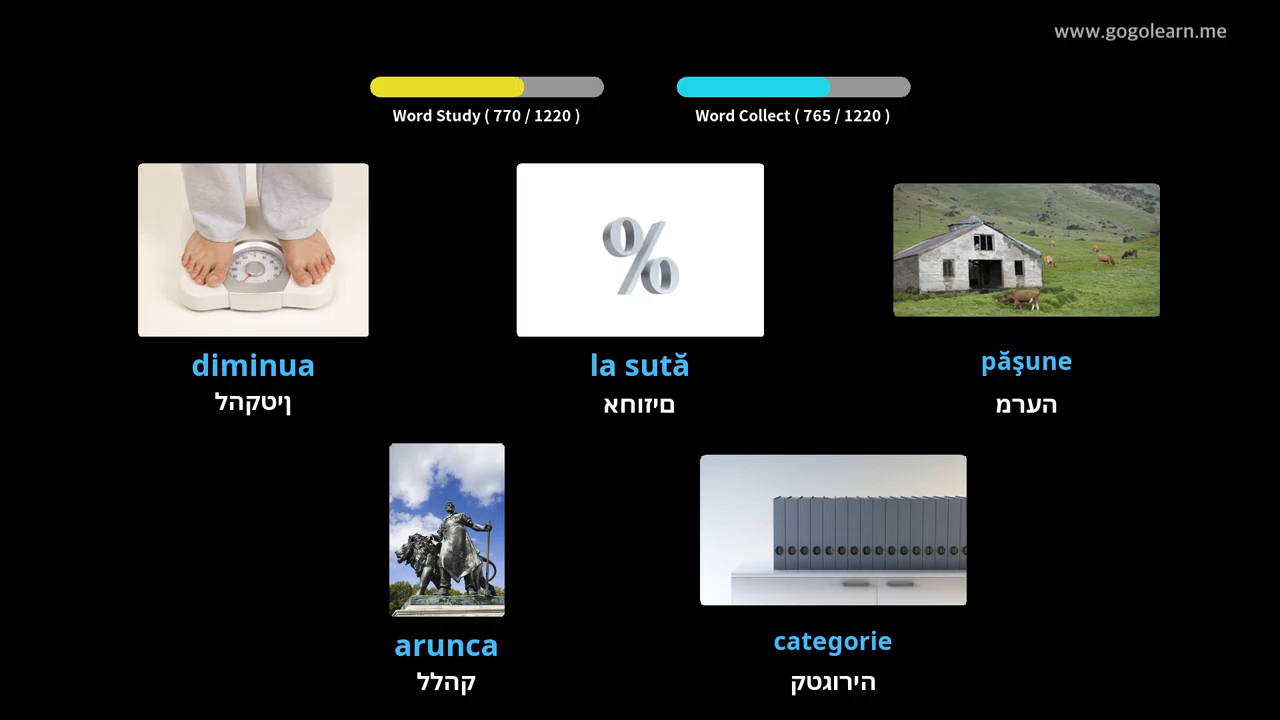 www.gogolearn.me
Word Study ( 770 / 1220 )
Word Collect ( 765 / 1220 )
diminua
ןיטקהל
la sută
םיזוחא
păşune
הערמ
arunca
קהלל
categorie
הירוגטק